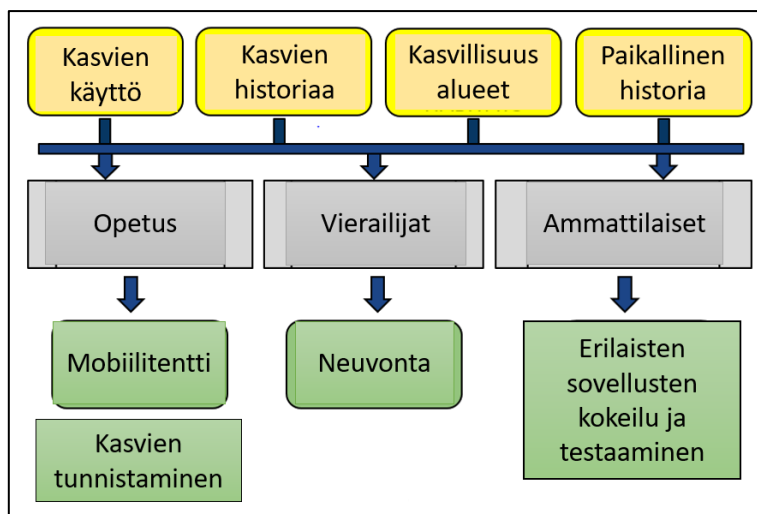 Kasvien
käyttö
Kasvien
historiaa
Kasvillisuus
alueet
Paikallinen
historia
Opetus
Vierailijat
Ammattilaiset
Mobiilitentti
Neuvonta
Erilaisten
sovellusten
kokeilu ja
testaaminen
Kasvien
tunnistaminen